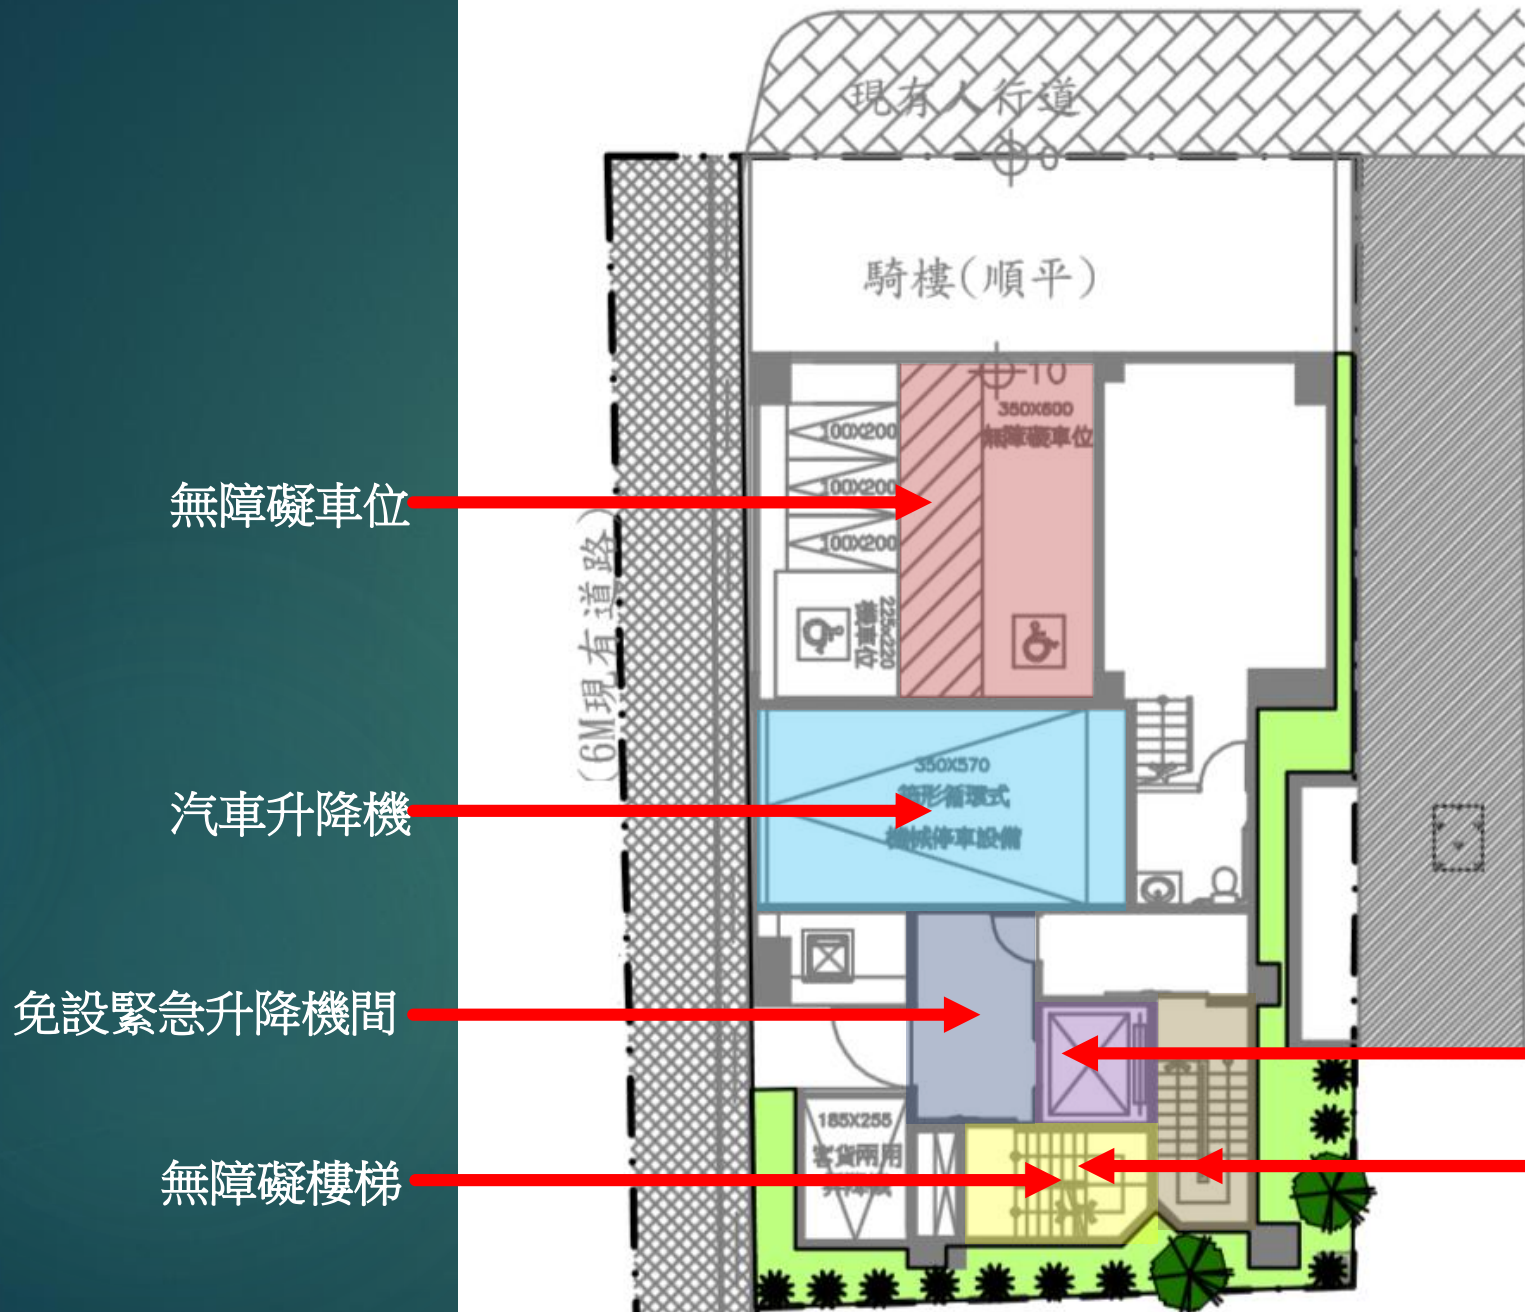 現有人行道
0
騎樓(順平)
10
350X600
無障礙車位
100X200
100X200
100X200
無障礙車位
225x220
機車位
(6M現有道路)
350X570
筒形循環式
機械停車設備
汽車升降機
免設緊急升降機間
185X255
客貨兩用
升降機
無障礙樓梯